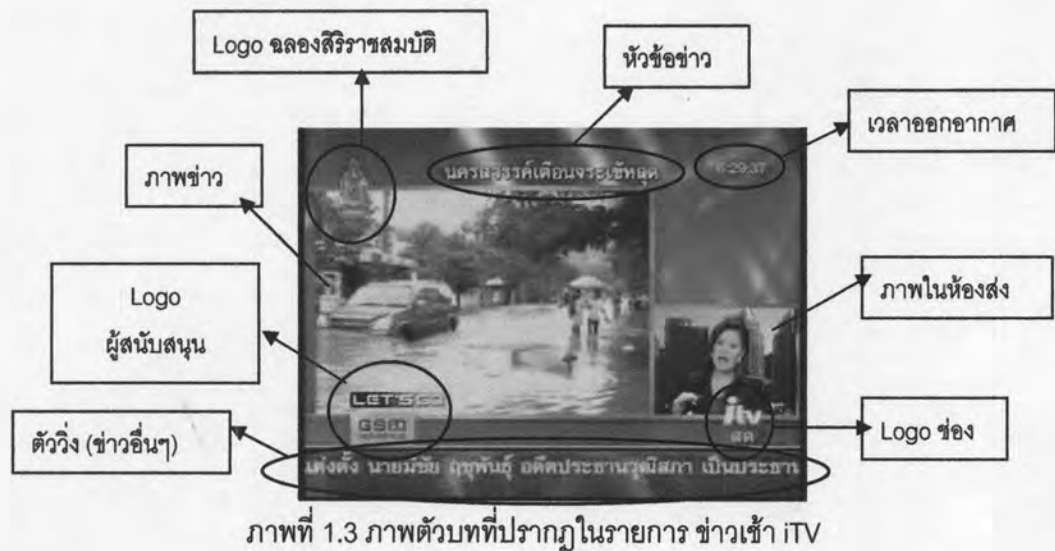 Logo ฉลองสิริราชสมบัติ
หัวข้อข่าว
เวลาออกอากาศ
ภาพข่าว
นครสวรรค์เตือนจระเข้หลุด
6:29:37
Logo
ผู้สนับสนุน
ภาพในห้องส่ง
LET'S GO
GSM
itv
สด
ตัววิ่ง (ข่าวอื่นๆ)
Logo ช่อง
แต่งตั้ง นายมีชัย ฤชุพันธุ์ อดีตประธานวุฒิสภา เป็นประธาน
ภาพที่ 1.3 ภาพตัวบทที่ปรากฏในรายการ ข่าวเช้า iTV